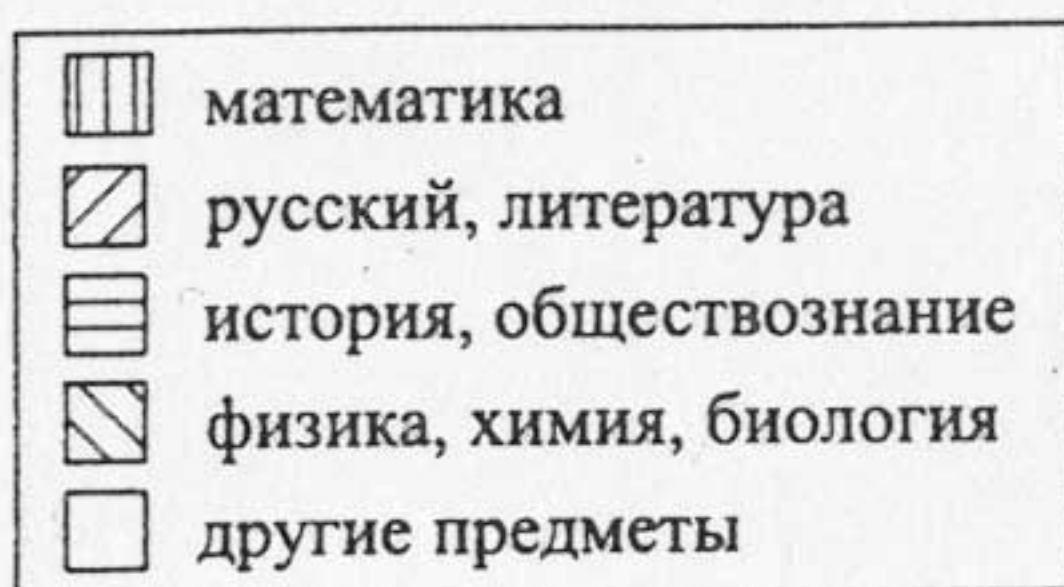 математика
русский, литература
история, обществознание
физика, химия, биология
другие предметы